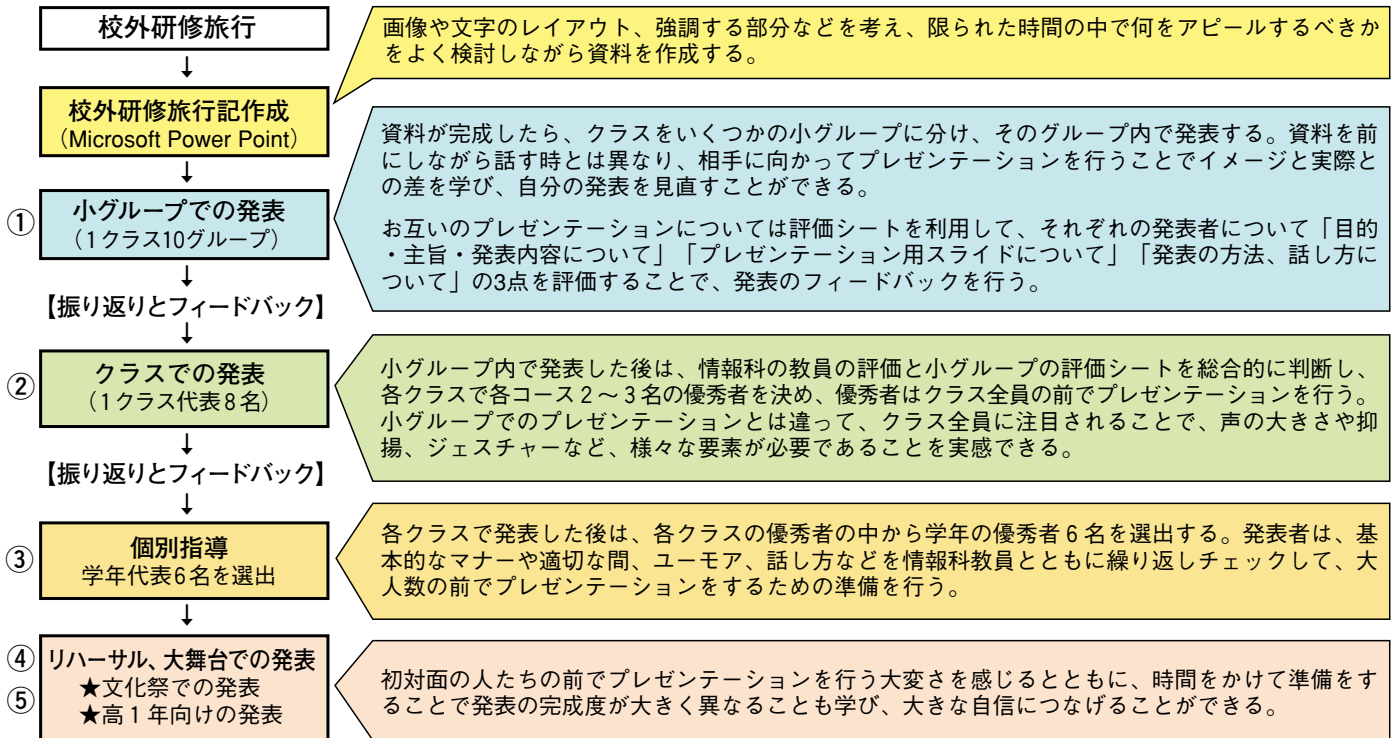 校外研修旅行
↓
校外研修旅行記作成
（Microsoft Power Point）
画像や文字のレイアウト、強調する部分などを考え、限られた時間の中で何をアピールするべきか
をよく検討しながら資料を作成する。
↓
①
小グループでの発表
（1クラス10グループ）
資料が完成したら、クラスをいくつかの小グループに分け、そのグループ内で発表する。資料を前
にしながら話す時とは異なり、相手に向かってプレゼンテーションを行うことでイメージと実際と
の差を学び、自分の発表を見直すことができる。
お互いのプレゼンテーションについては評価シートを利用して、それぞれの発表者について「目的
・主旨・発表内容について」「プレゼンテーション用スライドについて」「発表の方法、話し方に
ついて」の3点を評価することで、発表のフィードバックを行う。
↓
【振り返りとフィードバック】
↓
②
クラスでの発表
（1クラス代表8名）
小グループ内で発表した後は、情報科の教員の評価と小グループの評価シートを総合的に判断し、
各クラスで各コース２～３名の優秀者を決め、優秀者はクラス全員の前でプレゼンテーションを行う。
小グループでのプレゼンテーションとは違って、クラス全員に注目されることで、声の大きさや抑
揚、ジェスチャーなど、様々な要素が必要であることを実感できる。
↓
【振り返りとフィードバック】
↓
③
個別指導
学年代表6名を選出
各クラスで発表した後は、各クラスの優秀者の中から学年の優秀者６名を選出する。発表者は、基
本的なマナーや適切な間、ユーモア、話し方などを情報科教員とともに繰り返しチェックして、大
人数の前でプレゼンテーションをするための準備を行う。
↓
④
リハーサル、大舞台での発表
⑤
★文化祭での発表
★高１年向けの発表
初対面の人たちの前でプレゼンテーションを行う大変さを感じるとともに、時間をかけて準備をす
ることで発表の完成度が大きく異なることも学び、大きな自信につなげることができる。